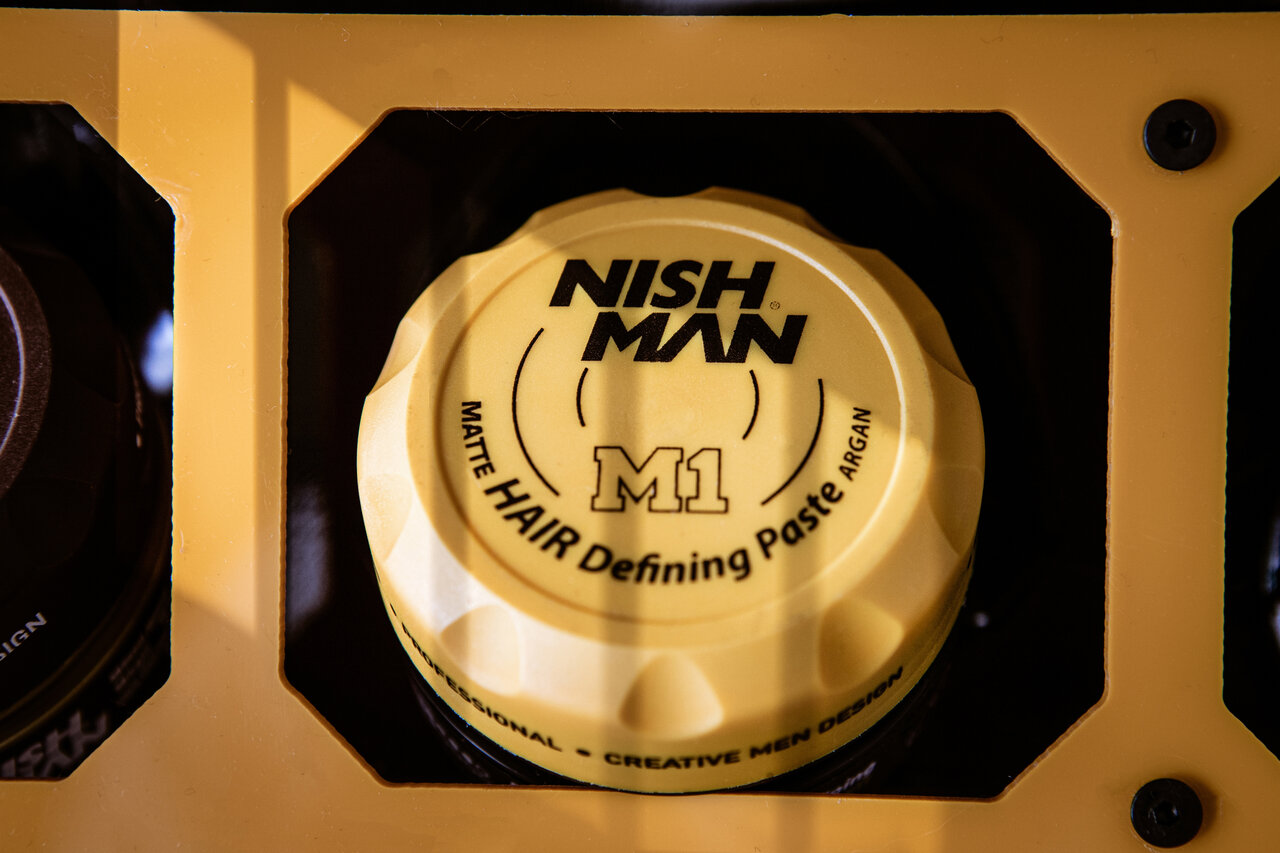 NISH
MAN®
M1
MATTE HAIR Defining Paste ARGAN
• PROFESSIONAL • CREATIVE MEN DESIGN